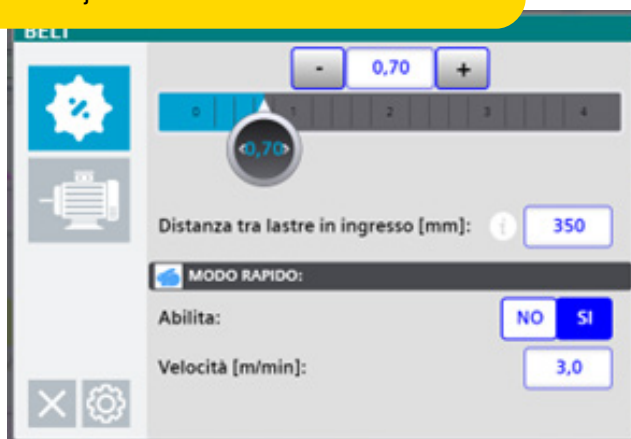 BELT
- 0,70 +
0 1 2 3 4
0,70
Distanza tra lastre in ingresso [mm]: i 350
MODO RAPIDO:
Abilita: NO SI
Velocità [m/min]: 3,0